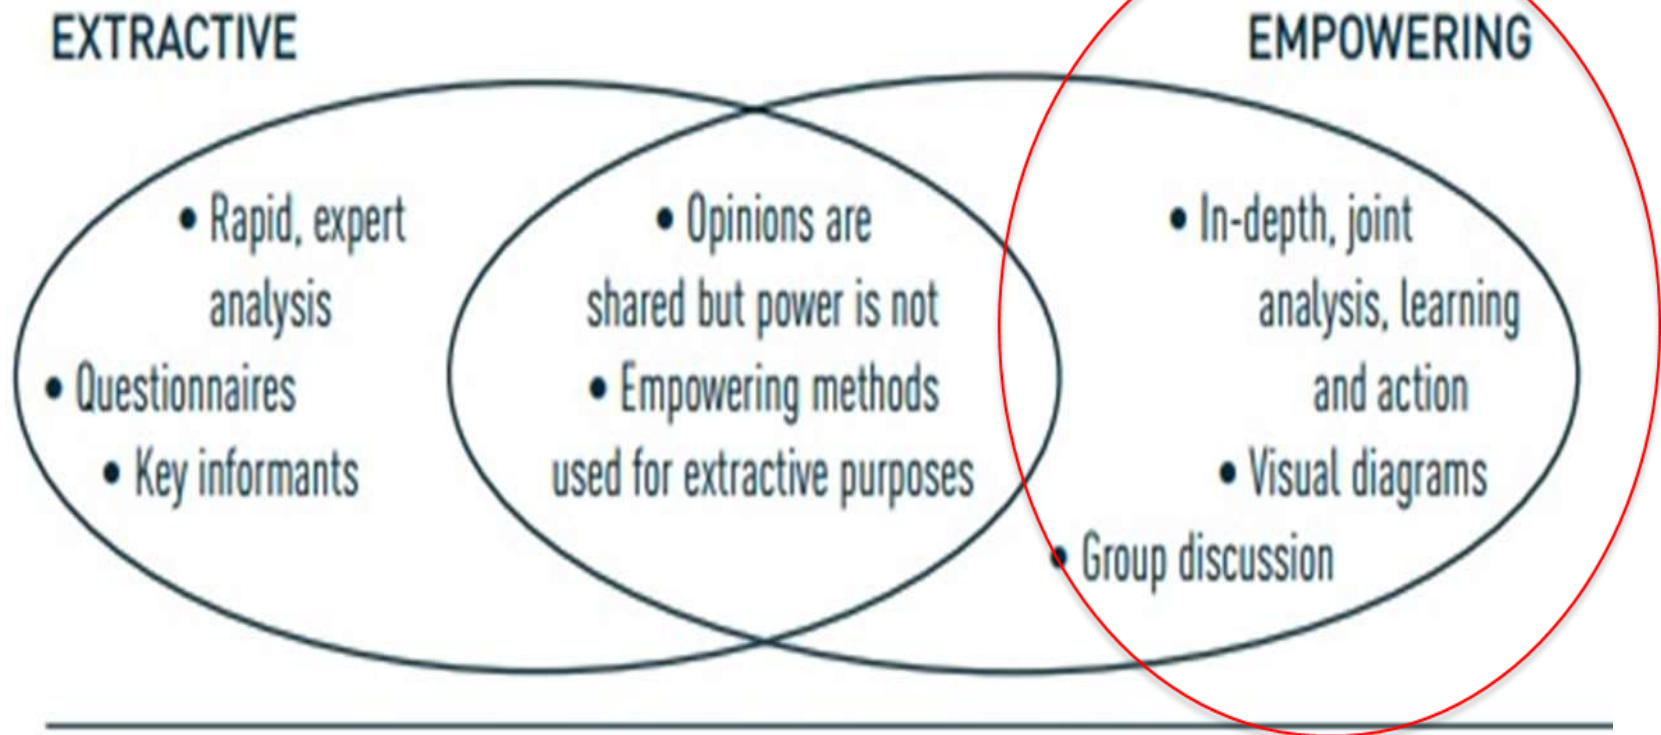 EXTRACTIVE
EMPOWERING
• Rapid, expert
analysis
• Questionnaires
• Key informants
• Opinions are
shared but power is not
• Empowering methods
used for extractive purposes
• In-depth, joint
analysis, learning
and action
• Visual diagrams
• Group discussion